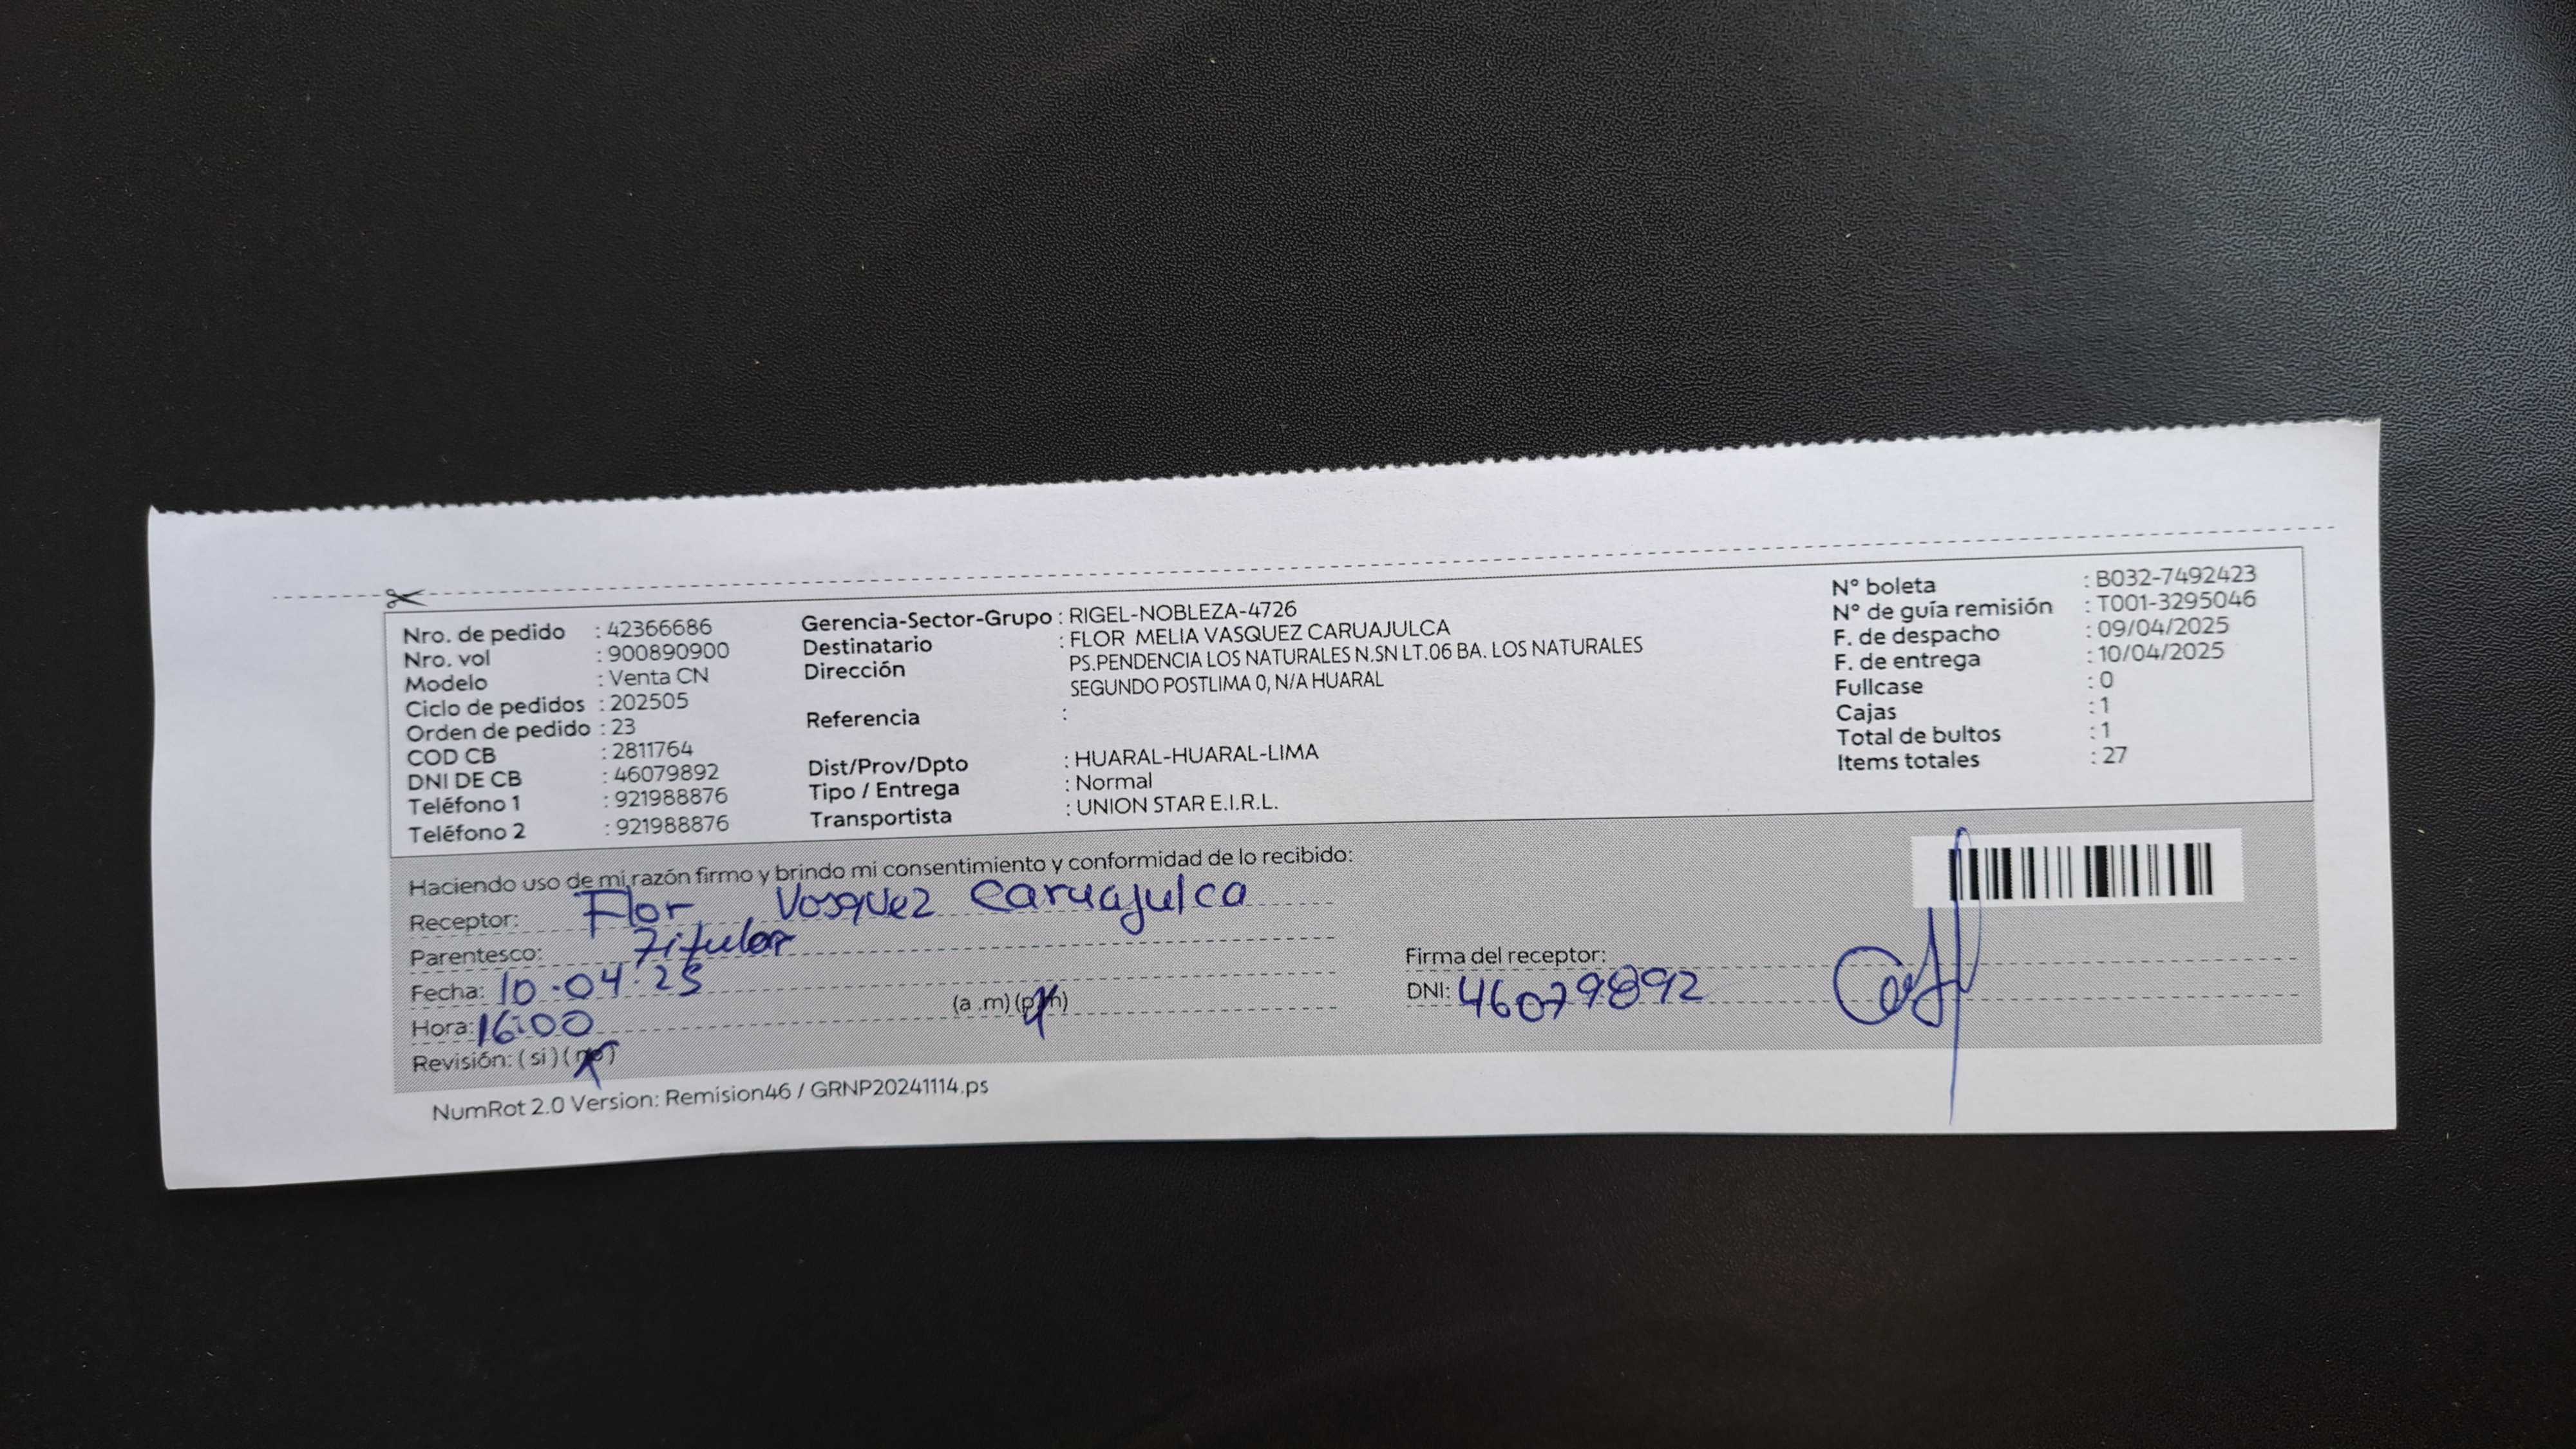 Nro. de pedido : 42366686
Nro. vol : 900890900
Modelo : Venta CN
Ciclo de pedidos : 202505
Orden de pedido : 23
COD CB : 2811764
DNI DE CB : 46079892
Teléfono 1 : 921988876
Teléfono 2 : 921988876
Gerencia-Sector-Grupo : RIGEL-NOBLEZA-4726
Destinatario : FLOR MELIA VASQUEZ CARUAJULCA
Dirección PS.PENDENCIA LOS NATURALES N.SN LT.06 BA. LOS NATURALES
SEGUNDO POSTLIMA 0, N/A HUARAL
Referencia :
Dist/Prov/Dpto : HUARAL-HUARAL-LIMA
Tipo / Entrega : Normal
Transportista : UNION STAR E.I.R.L.
N° boleta : B032-7492423
N° de guía remisión : T001-3295046
F. de despacho : 09/04/2025
F. de entrega : 10/04/2025
Fullcase : 0
Cajas : 1
Total de bultos : 1
Items totales : 27
Haciendo uso de mi razón firmo y brindo mi consentimiento y conformidad de lo recibido:
Receptor: Flor Vasquez Caruajulca
Parentesco: Titular
Fecha: 10.04.25
Hora: 16:00 (a .m) (p.m)
Revisión: (si) (no)
Firma del receptor:
DNI: 46079892
NumRot 2.0 Version: Remision46 / GRNP20241114.ps